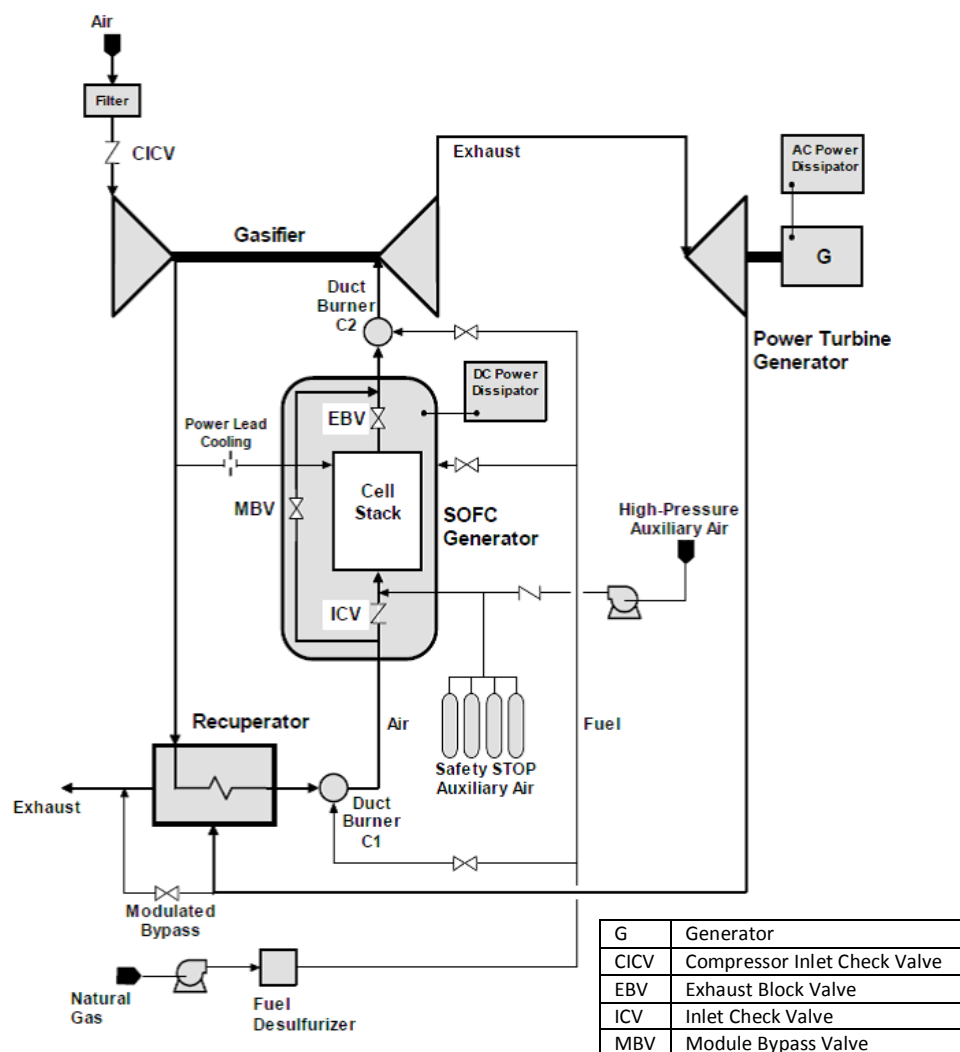 Air
Filter
CICV
Exhaust
AC Power
Dissipator
Gasifier
G
Duct
Burner
C2
Power Turbine
Generator
DC Power
Dissipator
EBV
Power Lead
Cooling
Cell
Stack
MBV
SOFC
Generator
High-Pressure
Auxiliary Air
ICV
Recuperator
Air
Fuel
Safety STOP
Auxiliary Air
Exhaust
Duct
Burner
C1
Modulated
Bypass
Natural
Gas
Fuel
Desulfurizer
G Generator
CICV Compressor Inlet Check Valve
EBV Exhaust Block Valve
ICV Inlet Check Valve
MBV Module Bypass Valve